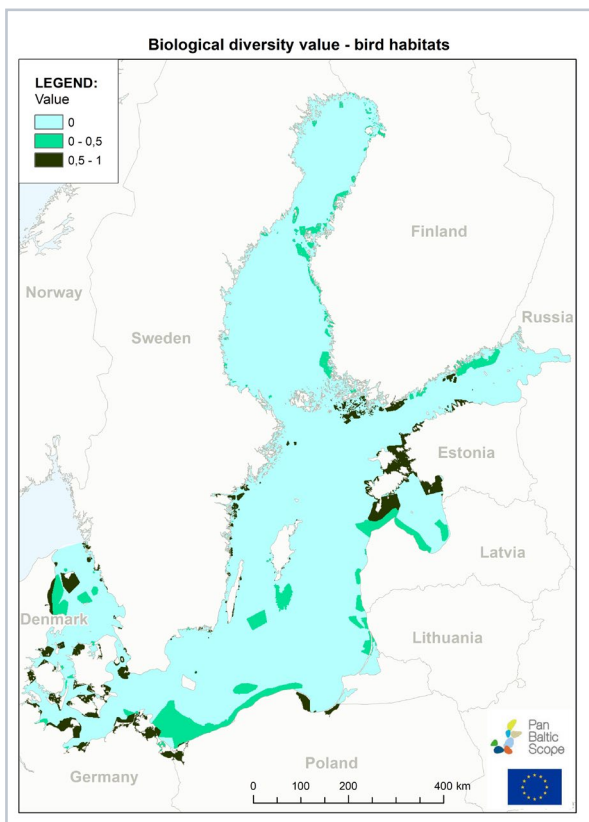 Biological diversity value - bird habitats
LEGEND:
Value
0
0 - 0,5
0,5 - 1
Finland
Norway
Russia
Sweden
Estonia
Latvia
Denmark
Lithuania
Pan
Baltic
Scope
Poland
Germany
0 100 200 400 km